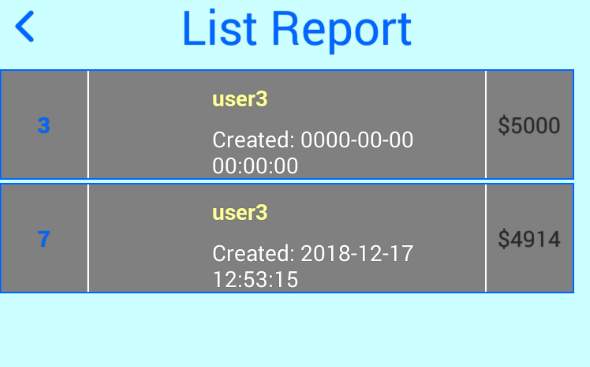 List Report
3
user3
Created: 0000-00-00
00:00:00
$5000
7
user3
Created: 2018-12-17
12:53:15
$4914